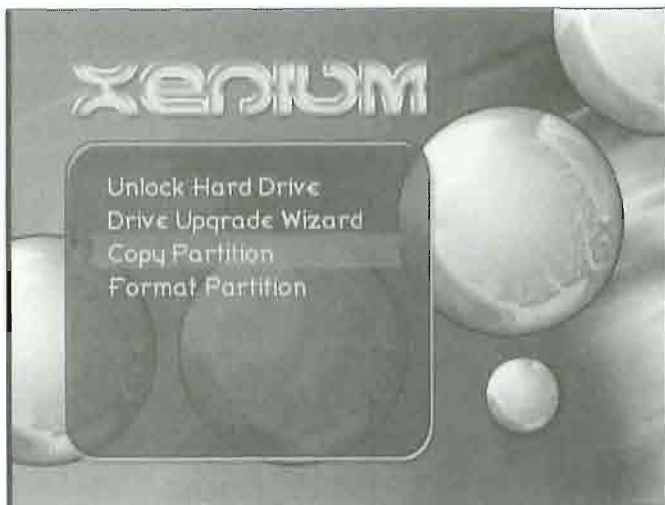 XENIUM
Unlock Hard Drive
Drive Upgrade Wizard
Copy Partition
Format Partition